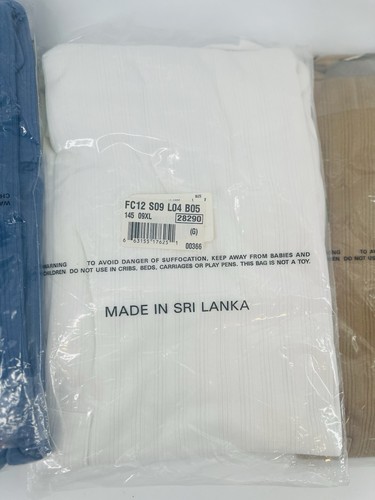 FC12 S09 L04 B05
145 09XL 28290
(G)
00366
WARNING TO AVOID DANGER OF SUFFOCATION, KEEP AWAY FROM BABIES AND
CHILDREN DO NOT USE IN CRIBS, BEDS, CARRIAGES OR PLAY PENS. THIS BAG IS NOT A TOY.
MADE IN SRI LANKA